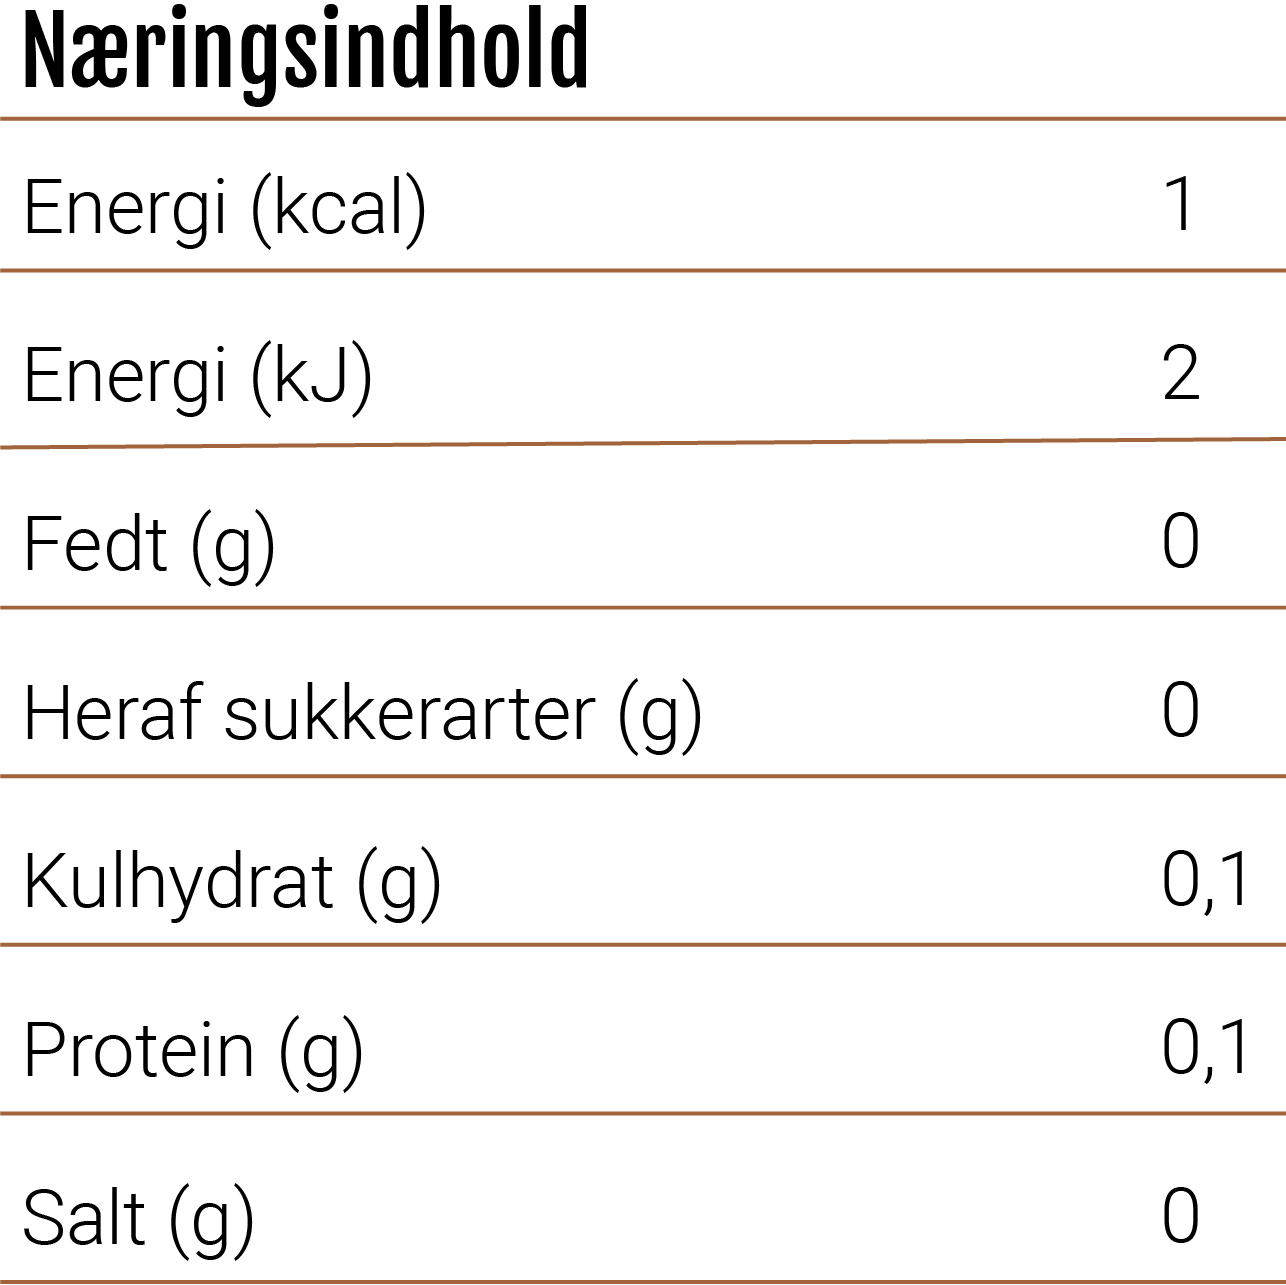 Næringsindhold
Energi (kcal) 1
Energi (kJ) 2
Fedt (g) 0
Heraf sukkerarter (g) 0
Kulhydrat (g) 0,1
Protein (g) 0,1
Salt (g) 0